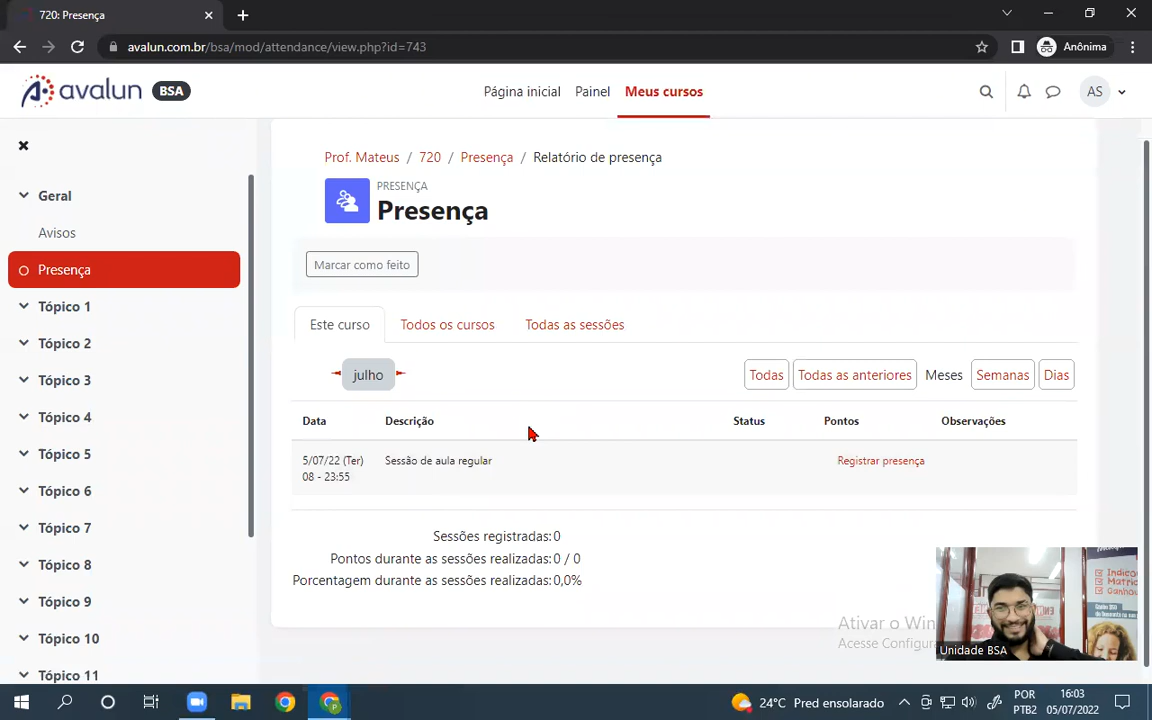 720: Presença
avalun.com.br/bsa/mod/attendance/view.php?id=743
Anônima
avalun BSA
Página inicial
Painel
Meus cursos
AS
Geral
Avisos
Presença
Tópico 1
Tópico 2
Tópico 3
Tópico 4
Tópico 5
Tópico 6
Tópico 7
Tópico 8
Tópico 9
Tópico 10
Tópico 11
Prof. Mateus / 720 / Presença / Relatório de presença
PRESENÇA
Presença
Marcar como feito
Este curso
Todos os cursos
Todas as sessões
julho
Todas
Todas as anteriores
Meses
Semanas
Dias
Data
Descrição
Status
Pontos
Observações
5/07/22 (Ter)
08 - 23:55
Sessão de aula regular
Registrar presença
Sessões registradas: 0
Pontos durante as sessões realizadas: 0 / 0
Porcentagem durante as sessões realizadas: 0,0%
Ativar o Win
Acesse Configura
Indico
Matric
Ganhou
Unidade BSA
24°C Pred ensolarado
POR
PTB2
16:03
05/07/2022